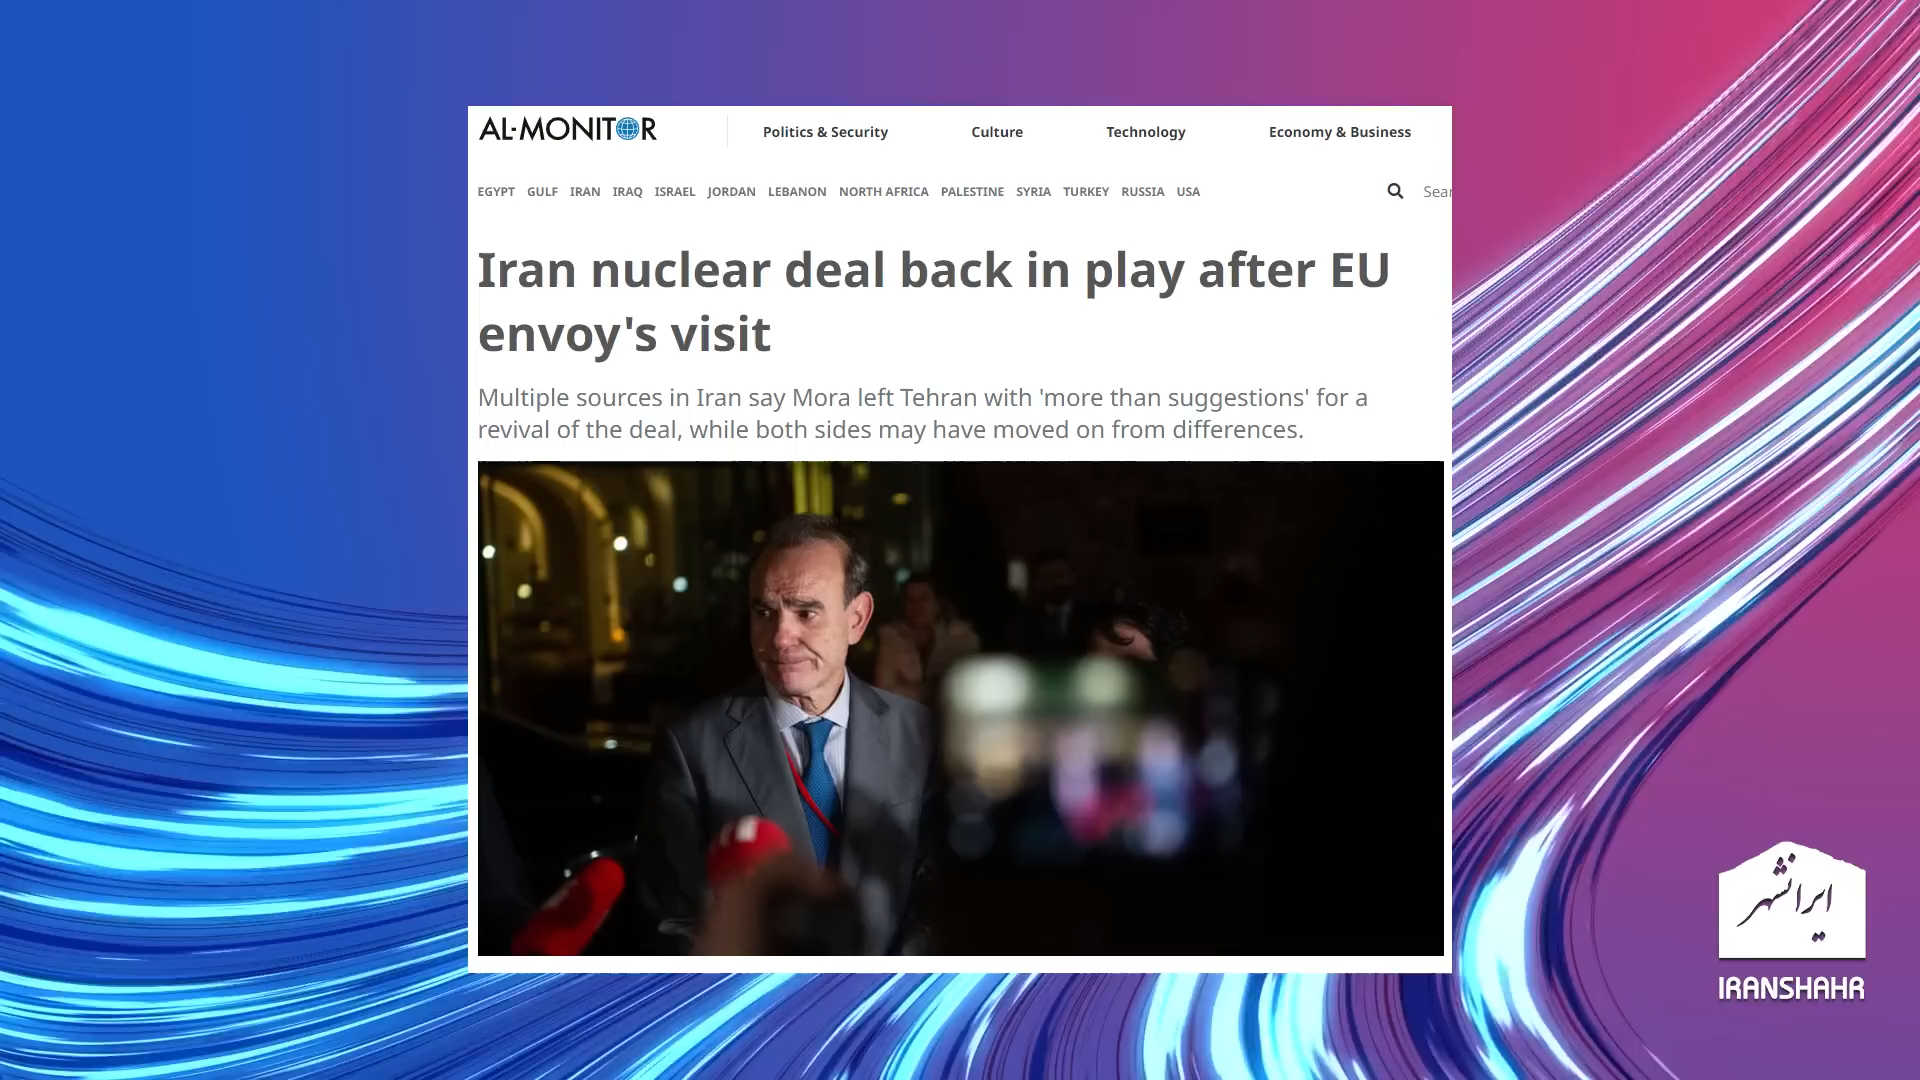 AL-MONITOR
Politics & Security Culture Technology Economy & Business
EGYPT GULF IRAN IRAQ ISRAEL JORDAN LEBANON NORTH AFRICA PALESTINE SYRIA TURKEY RUSSIA USA Sear
Iran nuclear deal back in play after EU
envoy's visit
Multiple sources in Iran say Mora left Tehran with 'more than suggestions' for a
revival of the deal, while both sides may have moved on from differences.
ایرانشهر
IRANSHAHR